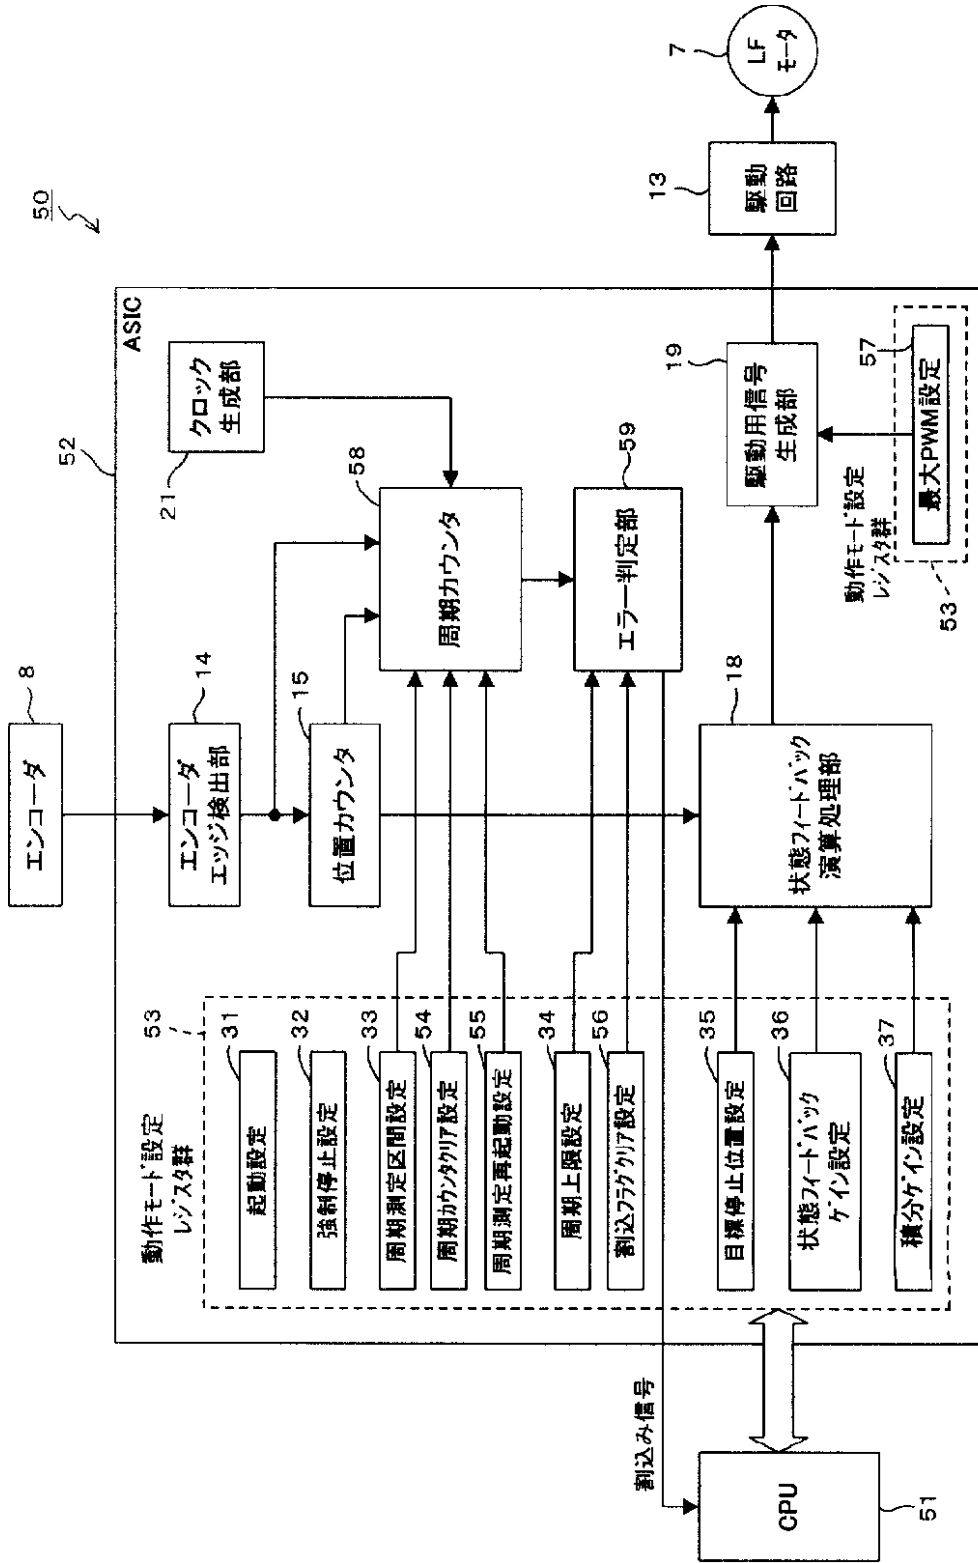 50
エンコーダ
8
52
ASIC
エンコーダ
エッジ検出部
14
クロック
生成部
21
位置カウンタ
15
周期カウンタ
58
エラー判定部
59
動作モード設定
レジスタ群
53
起動設定
31
強制停止設定
32
周期測定区間設定
33
周期カウンタクリア設定
54
周期測定再起動設定
55
周期上限設定
34
割込フラグクリア設定
56
目標停止位置設定
35
状態フィードバック
ゲイン設定
36
積分ゲイン設定
37
状態フィードバック
演算処理部
18
駆動用信号
生成部
19
動作モード設定
レジスタ群
53
最大PWM設定
57
駆動
回路
13
LF
モータ
7
割込み信号
CPU
51